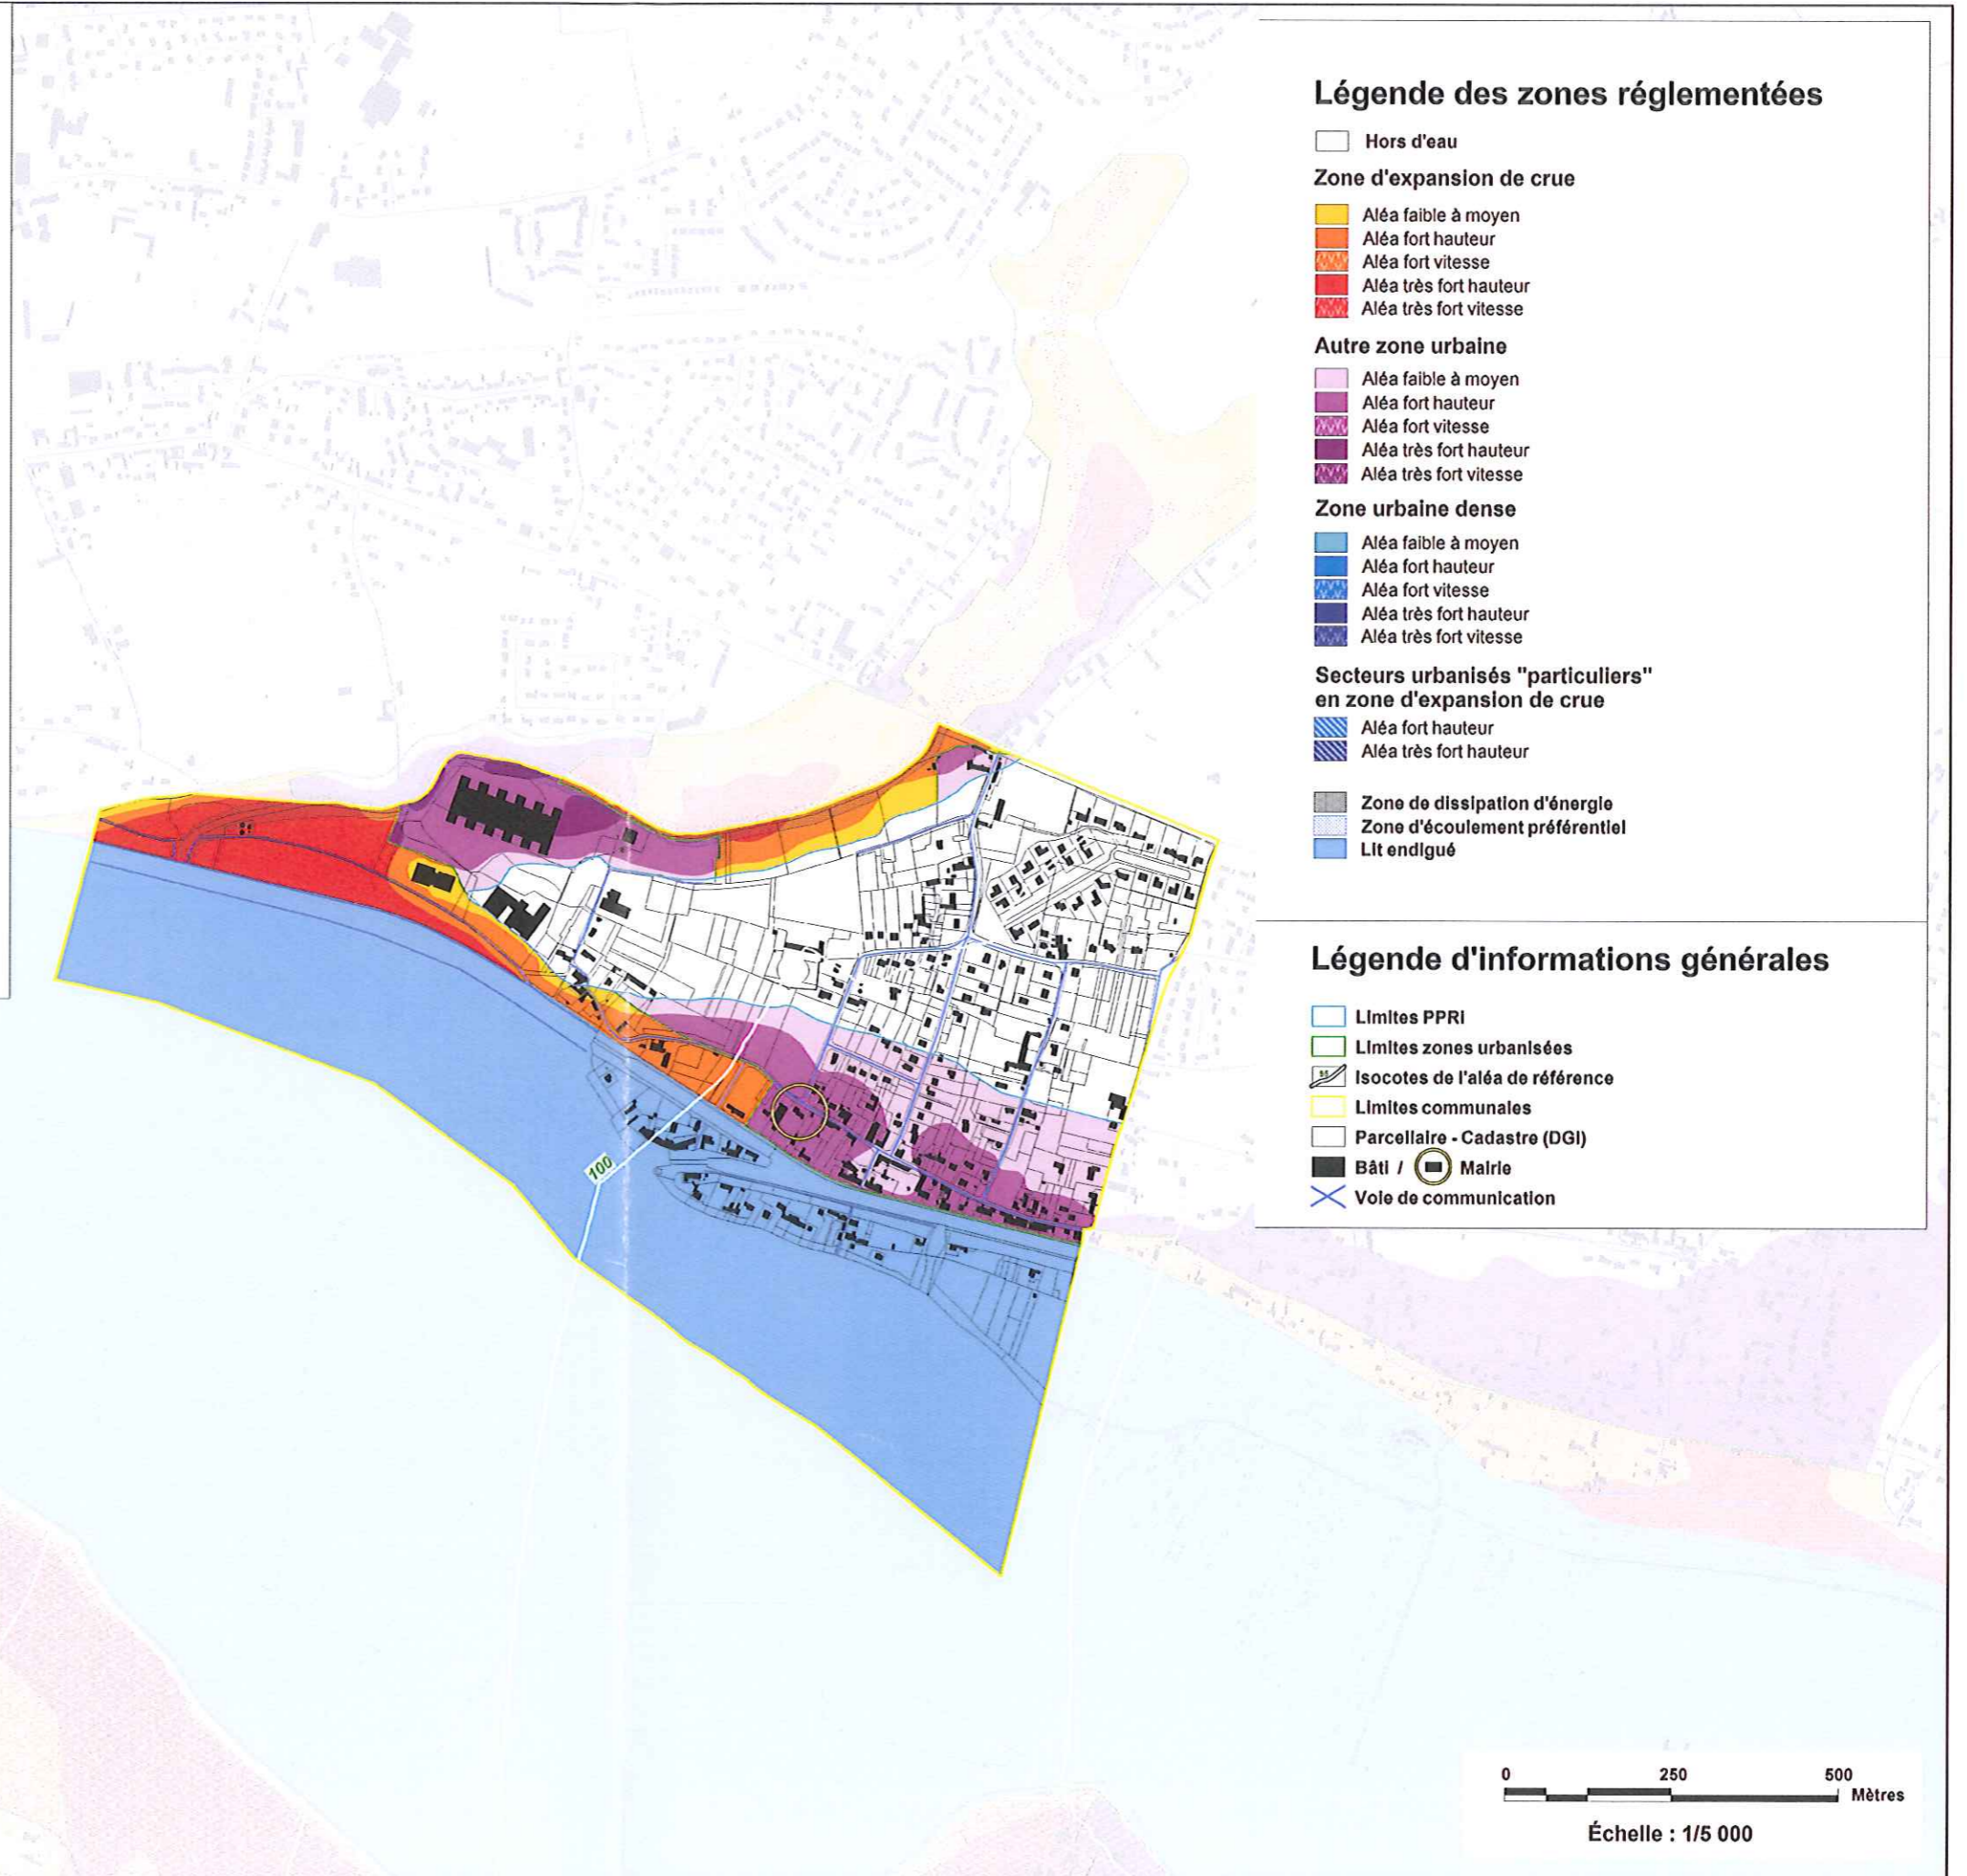 Légende des zones réglementées
Hors d'eau
Zone d'expansion de crue
Aléa faible à moyen
Aléa fort hauteur
Aléa fort vitesse
Aléa très fort hauteur
Aléa très fort vitesse
Autre zone urbaine
Aléa faible à moyen
Aléa fort hauteur
Aléa fort vitesse
Aléa très fort hauteur
Aléa très fort vitesse
Zone urbaine dense
Aléa faible à moyen
Aléa fort hauteur
Aléa fort vitesse
Aléa très fort hauteur
Aléa très fort vitesse
Secteurs urbanisés "particuliers"
en zone d'expansion de crue
Aléa fort hauteur
Aléa très fort hauteur
Zone de dissipation d'énergie
Zone d'écoulement préférentiel
Lit endigué
Légende d'informations générales
Limites PPRI
Limites zones urbanisées
Isocotes de l'aléa de référence
Limites communales
Parcellaire - Cadastre (DGI)
Bâti / Mairie
Voie de communication
100
0 250 500
Mètres
Échelle : 1/5 000